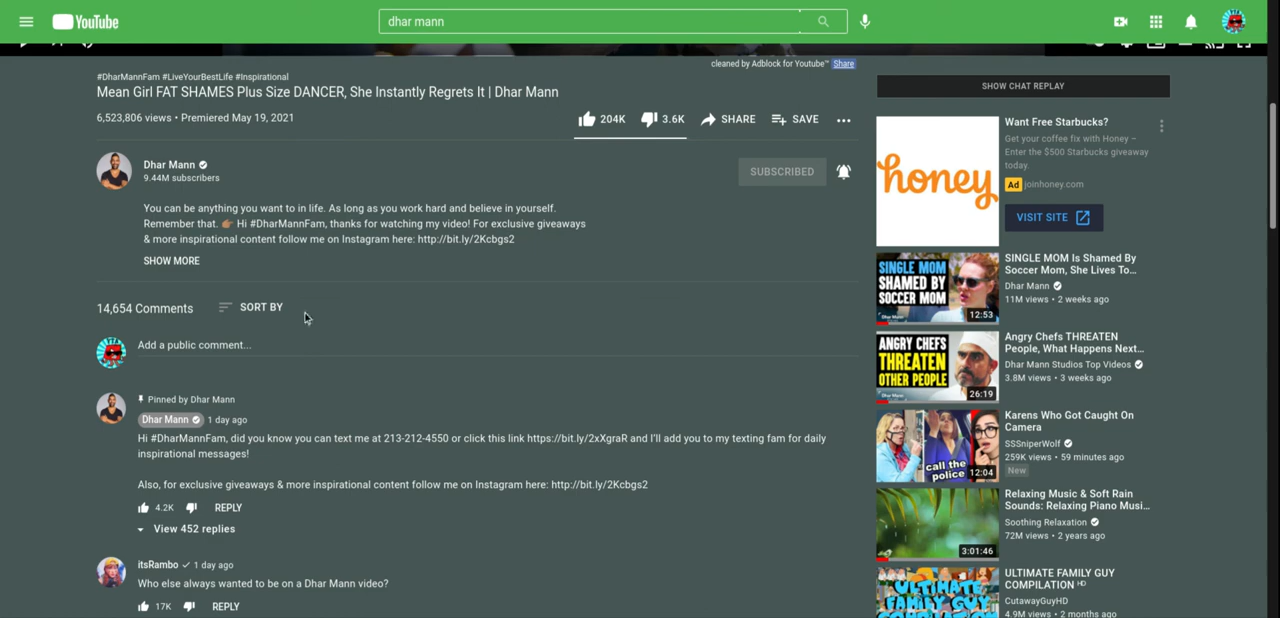 YouTube
dhar mann
cleaned by Adblock for Youtube™ Share
#DharMannFam #LiveYourBestLife #Inspirational
Mean Girl FAT SHAMES Plus Size DANCER, She Instantly Regrets It | Dhar Mann
6,523,806 views • Premiered May 19, 2021
204K
3.6K
SHARE
SAVE
Dhar Mann
9.44M subscribers
SUBSCRIBED
You can be anything you want to in life. As long as you work hard and believe in yourself.
Remember that. Hi #DharMannFam, thanks for watching my video! For exclusive giveaways
& more inspirational content follow me on Instagram here: http://bit.ly/2Kcbgs2
SHOW MORE
14,654 Comments
SORT BY
Add a public comment...
Pinned by Dhar Mann
Dhar Mann 1 day ago
Hi #DharMannFam, did you know you can text me at 213-212-4550 or click this link https://bit.ly/2xXgraR and I'll add you to my texting fam for daily
inspirational messages!
Also, for exclusive giveaways & more inspirational content follow me on Instagram here: http://bit.ly/2Kcbgs2
4.2K
REPLY
View 452 replies
itsRambo 1 day ago
Who else always wanted to be on a Dhar Mann video?
17K
REPLY
SHOW CHAT REPLAY
honey
Want Free Starbucks?
Get your coffee fix with Honey –
Enter the $500 Starbucks giveaway
today.
Ad joinhoney.com
VISIT SITE
SINGLE MOM
SHAMED BY
SOCCER MOM
12:53
SINGLE MOM Is Shamed By
Soccer Mom, She Lives To…
Dhar Mann
11M views • 2 weeks ago
ANGRY CHEFS
THREATEN
OTHER PEOPLE
26:19
Angry Chefs THREATEN
People, What Happens Next…
Dhar Mann Studios Top Videos
3.8M views • 3 weeks ago
call the
police
12:04
Karens Who Got Caught On
Camera
SSSniperWolf
259K views • 59 minutes ago
New
3:01:46
Relaxing Music & Soft Rain
Sounds: Relaxing Piano Musi…
Soothing Relaxation
72M views • 2 years ago
ULTIMATE
FAMILY GUY
ULTIMATE FAMILY GUY
COMPILATION ᴴᴰ
CutawayGuyHD
4.9M views • 2 months ago